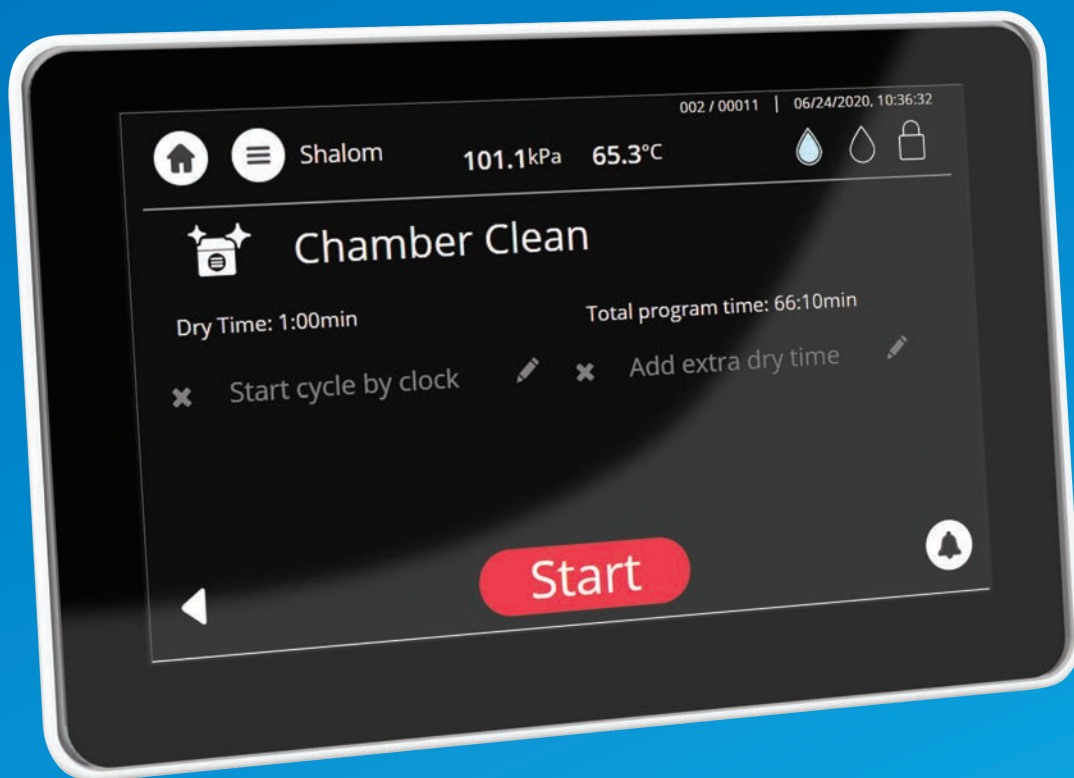 002 / 00011 | 06/24/2020, 10:36:32
Shalom 101.1kPa 65.3°C
Chamber Clean
Dry Time: 1:00min Total program time: 66:10min
Start cycle by clock Add extra dry time
Start